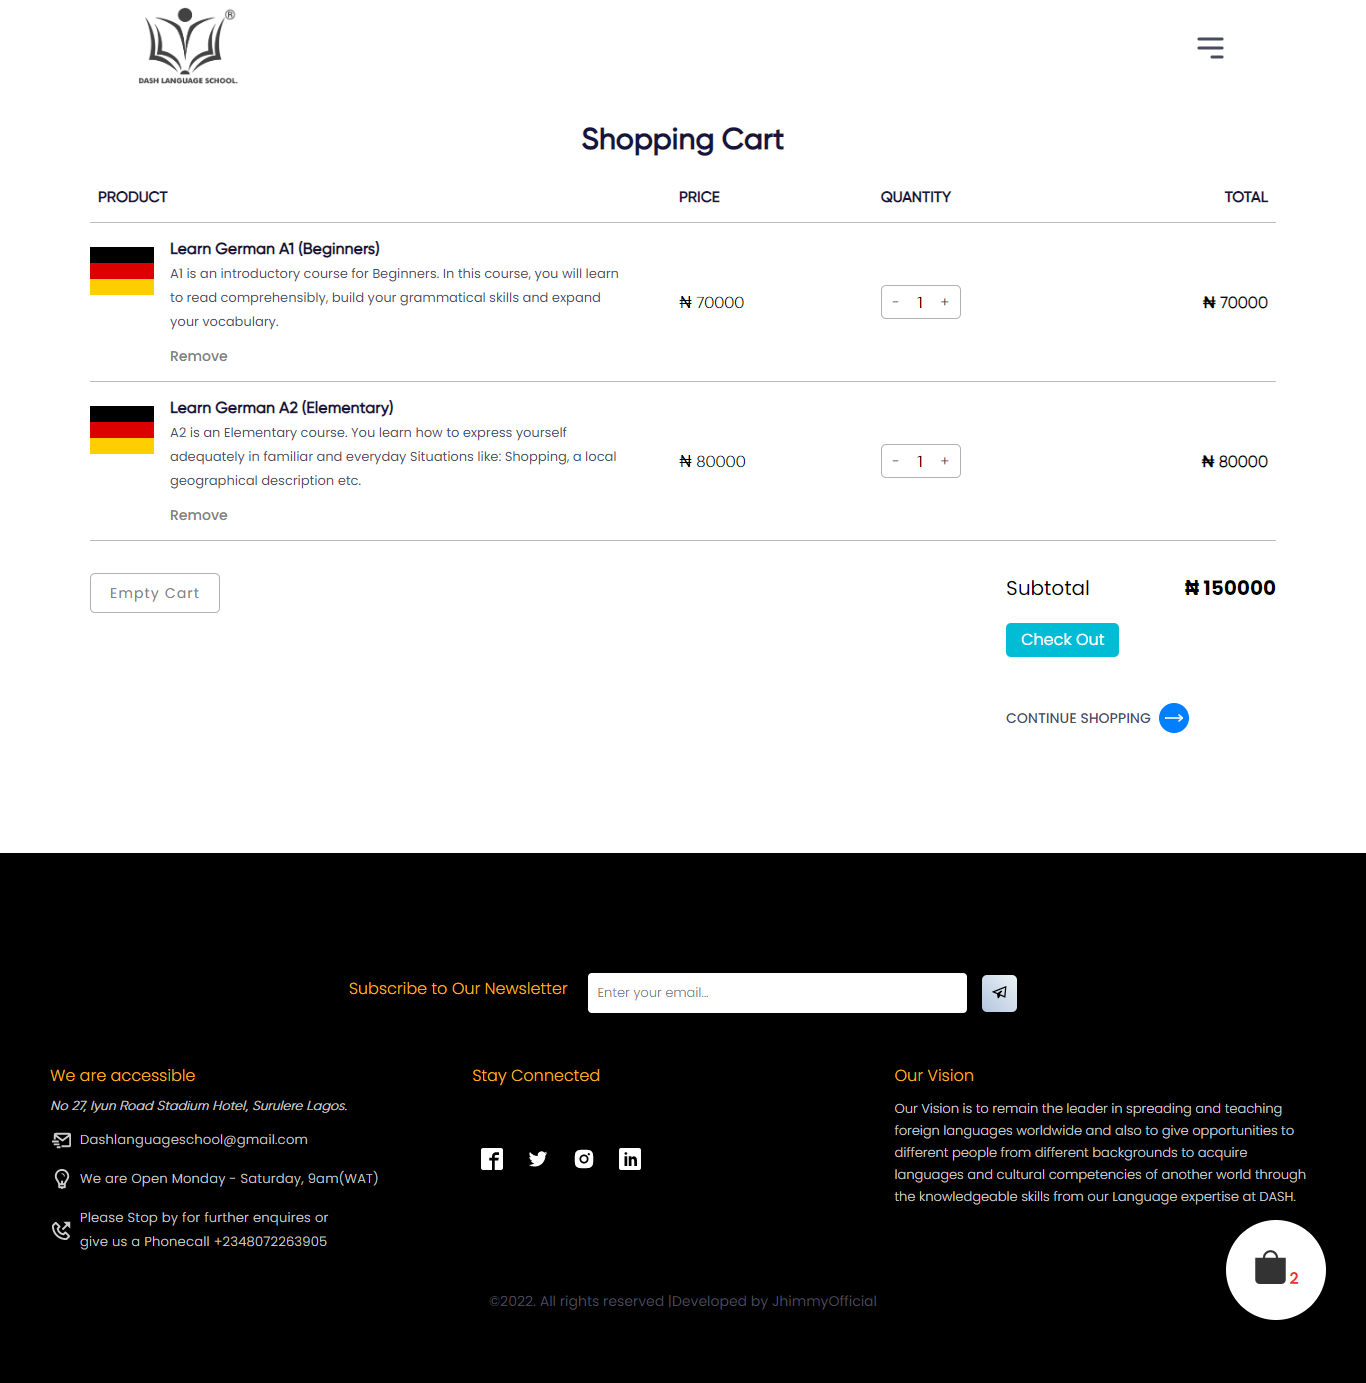 ®
DASH LANGUAGE SCHOOL.
Shopping Cart
PRODUCT PRICE QUANTITY TOTAL
Learn German A1 (Beginners)
A1 is an introductory course for Beginners. In this course, you will learn
to read comprehensibly, build your grammatical skills and expand
your vocabulary.
Remove
₦ 70000
- 1 +
₦ 70000
Learn German A2 (Elementary)
A2 is an Elementary course. You learn how to express yourself
adequately in familiar and everyday Situations like: Shopping, a local
geographical description etc.
Remove
₦ 80000
- 1 +
₦ 80000
Empty Cart
Subtotal ₦ 150000
Check Out
CONTINUE SHOPPING
Subscribe to Our Newsletter
Enter your email...
We are accessible
No 27, Iyun Road Stadium Hotel, Surulere Lagos.
Dashlanguageschool@gmail.com
We are Open Monday - Saturday, 9am(WAT)
Please Stop by for further enquires or
give us a Phonecall +2348072263905
Stay Connected
Our Vision
Our Vision is to remain the leader in spreading and teaching
foreign languages worldwide and also to give opportunities to
different people from different backgrounds to acquire
languages and cultural competencies of another world through
the knowledgeable skills from our Language expertise at DASH.
2
©2022. All rights reserved |Developed by JhimmyOfficial